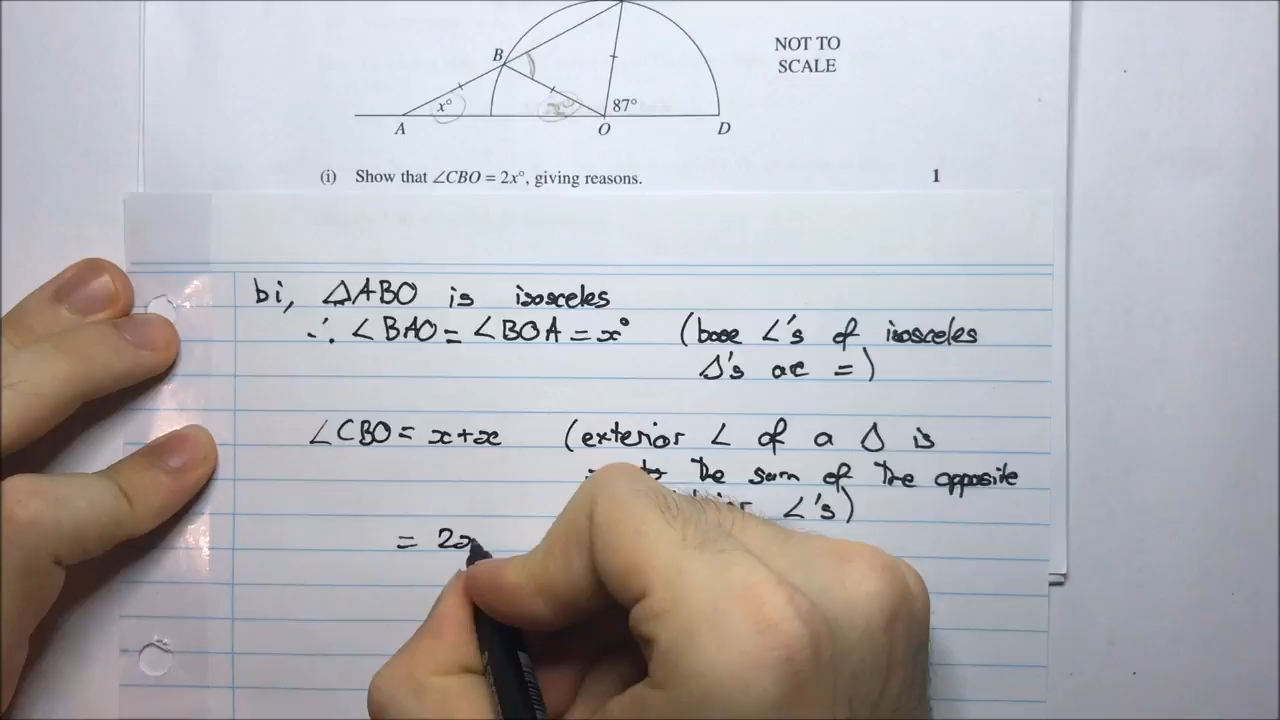 NOT TO
SCALE
B
x°
x°
87°
A
O
D
(i) Show that ∠CBO = 2x°, giving reasons. 1
bi, △ABO is isosceles
∴ ∠BAO = ∠BOA = x° (base ∠'s of isosceles
△'s are =)
∠CBO = x+x (exterior ∠ of a △ is
= to the sum of the opposite
∠'s)
= 2x